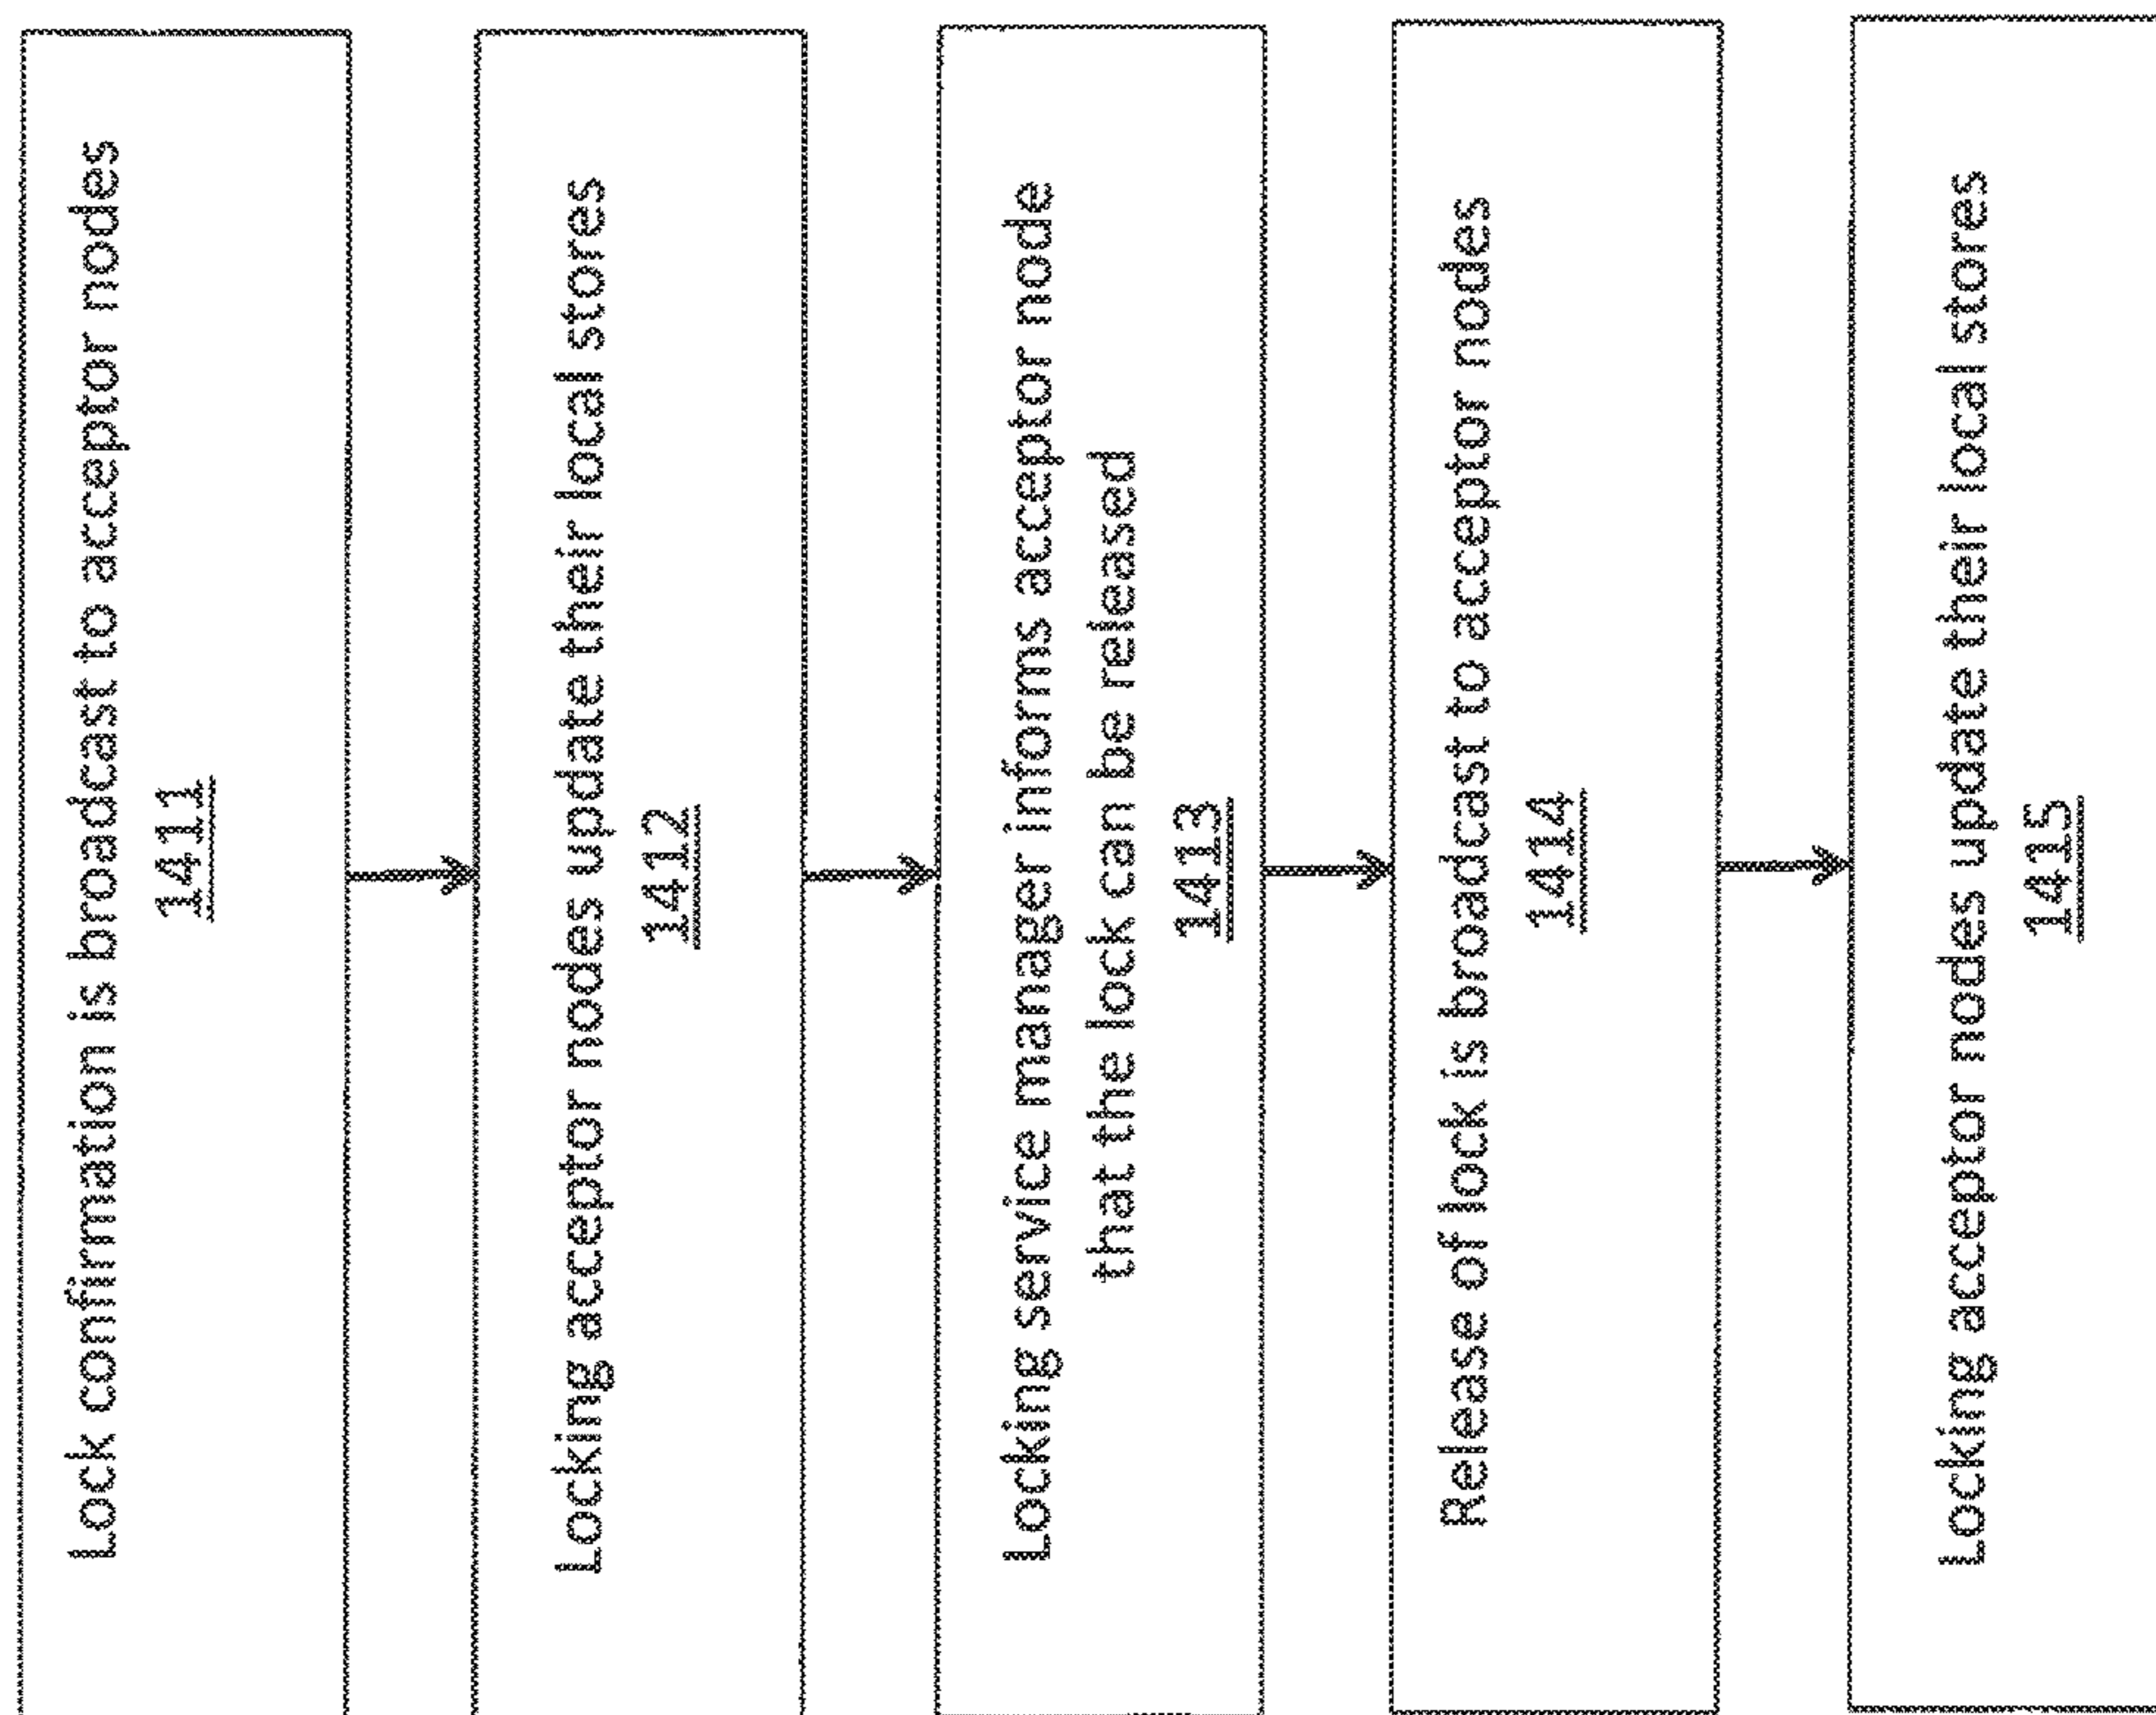 Lock confirmation is broadcast to acceptor nodes
1411
Locking acceptor nodes update their local stores
1412
Locking service manager informs acceptor node
that the lock can be released
1413
Release of lock is broadcast to acceptor nodes
1414
Locking acceptor nodes update their local stores
1415